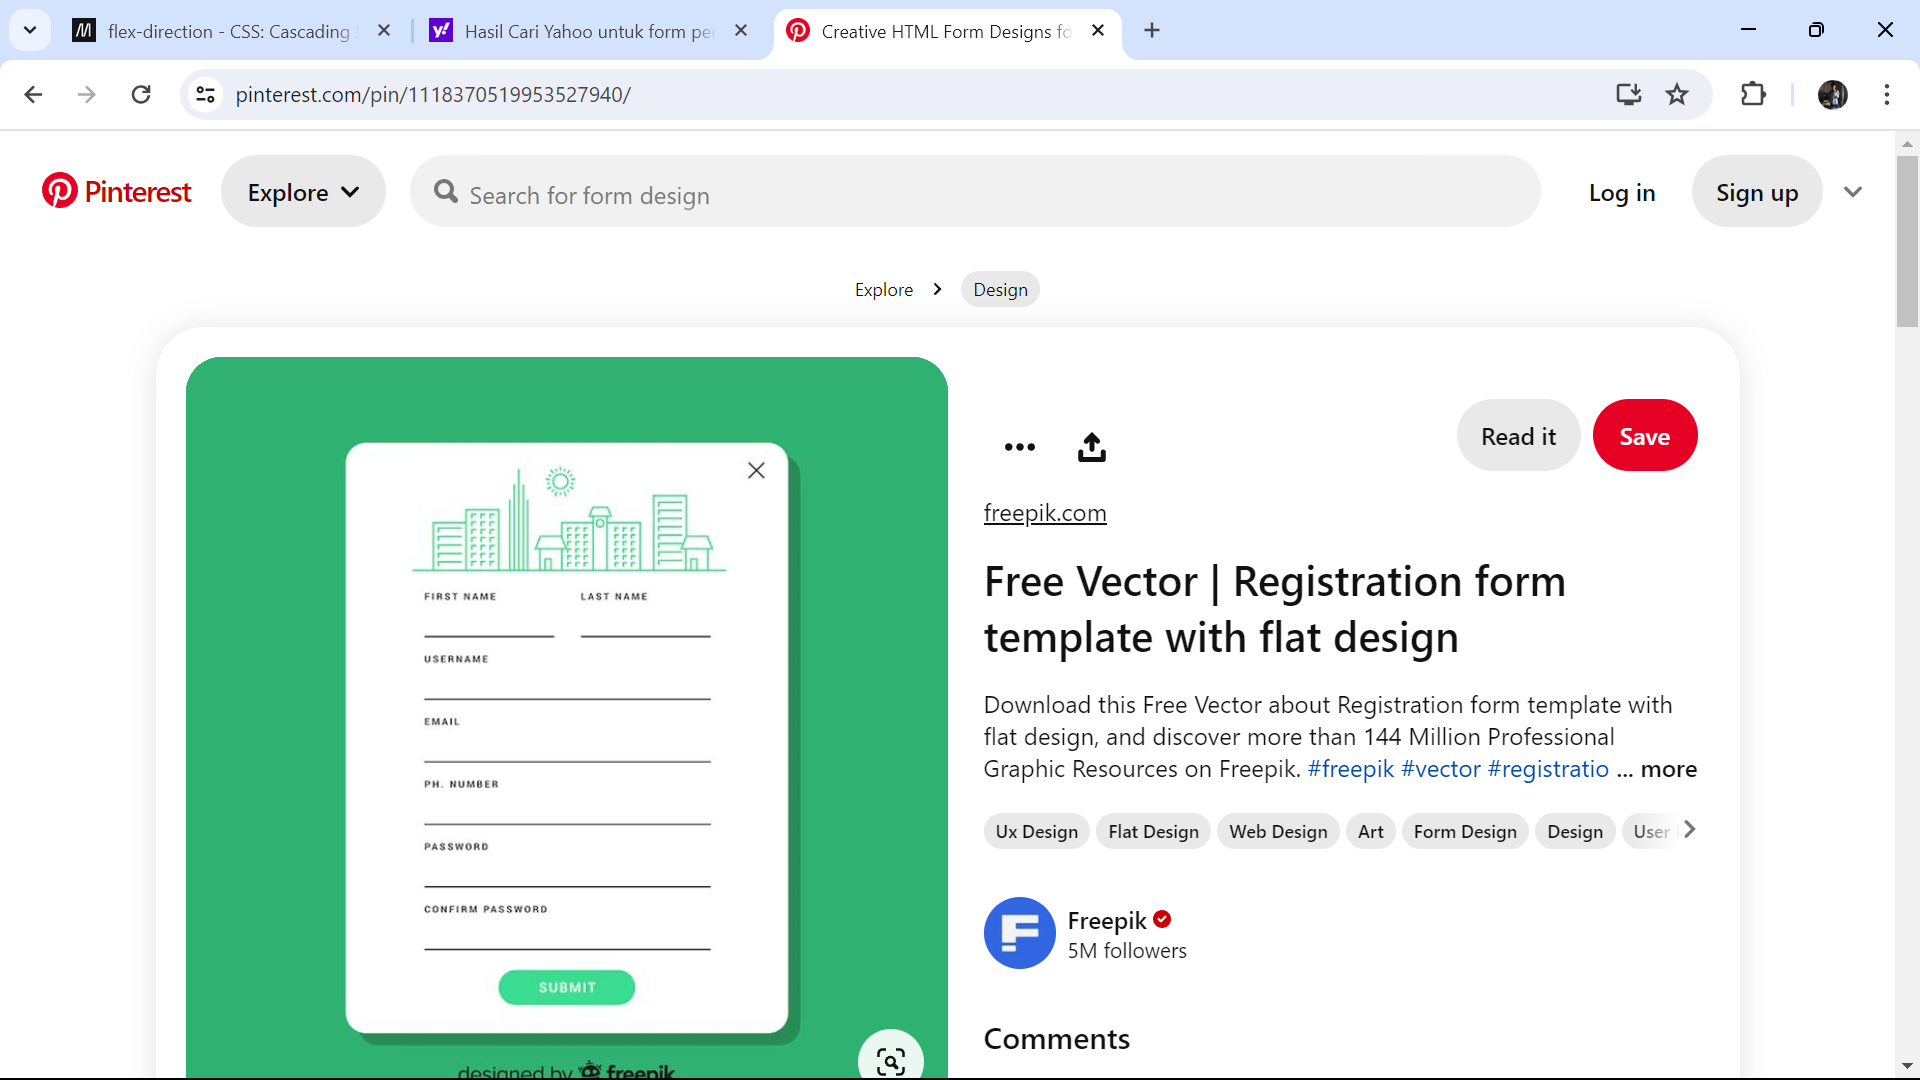 flex-direction - CSS: Cascading
Hasil Cari Yahoo untuk form per
Creative HTML Form Designs fo
pinterest.com/pin/1118370519953527940/
Pinterest
Explore
Search for form design
Log in
Sign up
Explore
Design
FIRST NAME
LAST NAME
USERNAME
EMAIL
PH. NUMBER
PASSWORD
CONFIRM PASSWORD
SUBMIT
designed by freepik
Read it
Save
freepik.com
Free Vector | Registration form
template with flat design
Download this Free Vector about Registration form template with
flat design, and discover more than 144 Million Professional
Graphic Resources on Freepik. #freepik #vector #registratio ... more
Ux Design
Flat Design
Web Design
Art
Form Design
Design
User
Freepik
5M followers
Comments